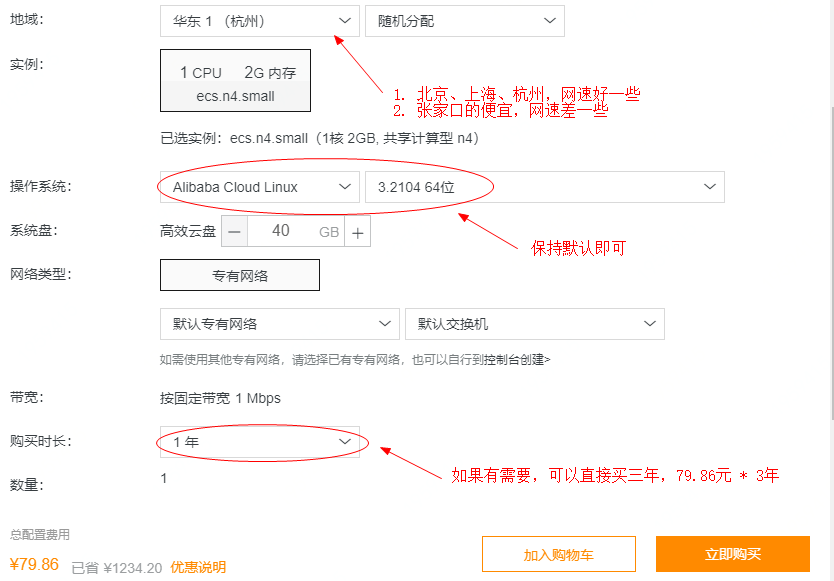 地域：
华东 1 （杭州）
随机分配
实例：
1 CPU 2G 内存
ecs.n4.small
1. 北京、上海、杭州，网速好一些
2. 张家口的便宜，网速差一些
已选实例：ecs.n4.small（1核 2GB, 共享计算型 n4）
操作系统：
Alibaba Cloud Linux
3.2104 64位
系统盘：
高效云盘 － 40 GB ＋
保持默认即可
网络类型：
专有网络
默认专有网络
默认交换机
如需使用其他专有网络，请选择已有专有网络，也可以自行到控制台创建>
带宽：
按固定带宽 1 Mbps
购买时长：
1 年
如果有需要，可以直接买三年，79.86元 * 3年
数量：
1
总配置费用
¥79.86 已省 ¥1234.20 优惠说明
加入购物车
立即购买